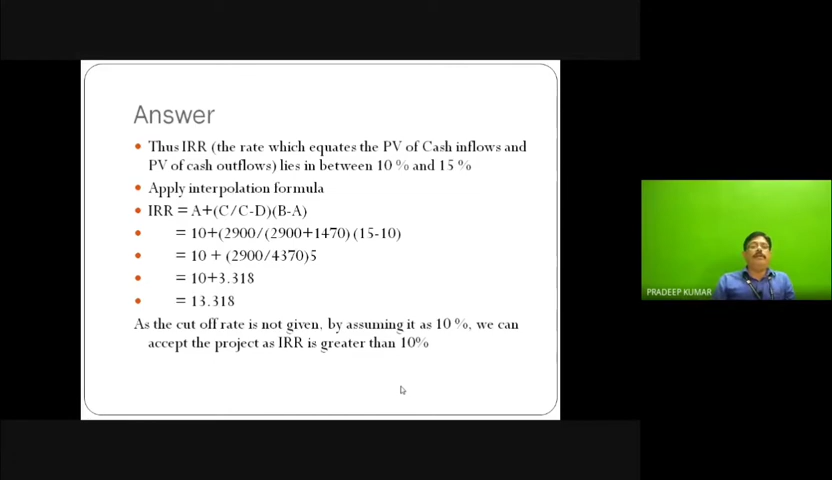 Answer
Thus IRR (the rate which equates the PV of Cash inflows and
PV of cash outflows) lies in between 10 % and 15 %
Apply interpolation formula
IRR = A+(C/C-D)(B-A)
= 10+(2900/(2900+1470) (15-10)
= 10 + (2900/4370)5
= 10+3.318
= 13.318
As the cut off rate is not given, by assuming it as 10 %, we can
accept the project as IRR is greater than 10%
PRADEEP KUMAR